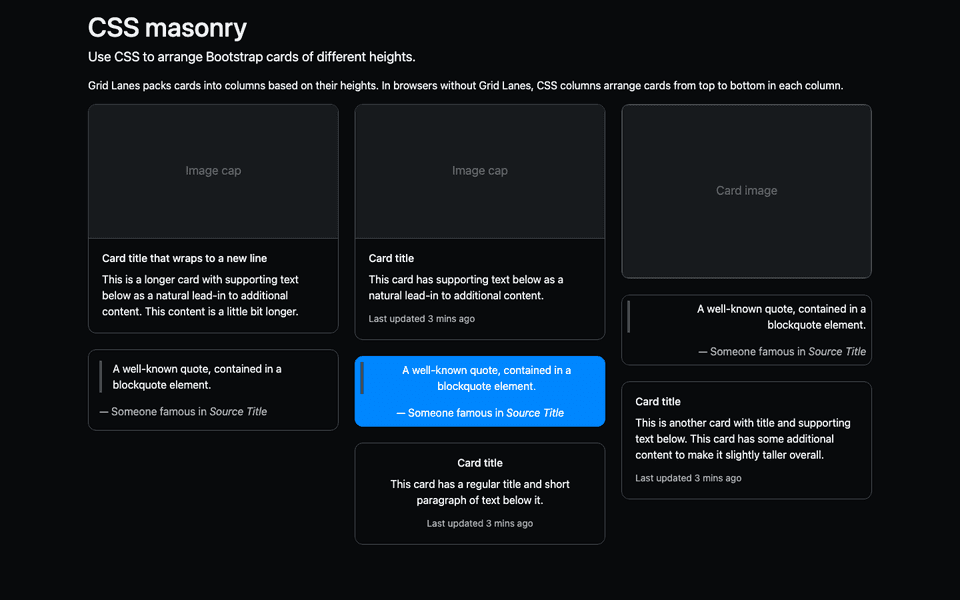 CSS masonry
Use CSS to arrange Bootstrap cards of different heights.
Grid Lanes packs cards into columns based on their heights. In browsers without Grid Lanes, CSS columns arrange cards from top to bottom in each column.
Image cap
Card title that wraps to a new line
This is a longer card with supporting text
below as a natural lead-in to additional
content. This content is a little bit longer.
A well-known quote, contained in a
blockquote element.
— Someone famous in Source Title
Image cap
Card title
This card has supporting text below as a
natural lead-in to additional content.
Last updated 3 mins ago
A well-known quote, contained in a
blockquote element.
— Someone famous in Source Title
Card title
This card has a regular title and short
paragraph of text below it.
Last updated 3 mins ago
Card image
A well-known quote, contained in a
blockquote element.
— Someone famous in Source Title
Card title
This is another card with title and supporting
text below. This card has some additional
content to make it slightly taller overall.
Last updated 3 mins ago